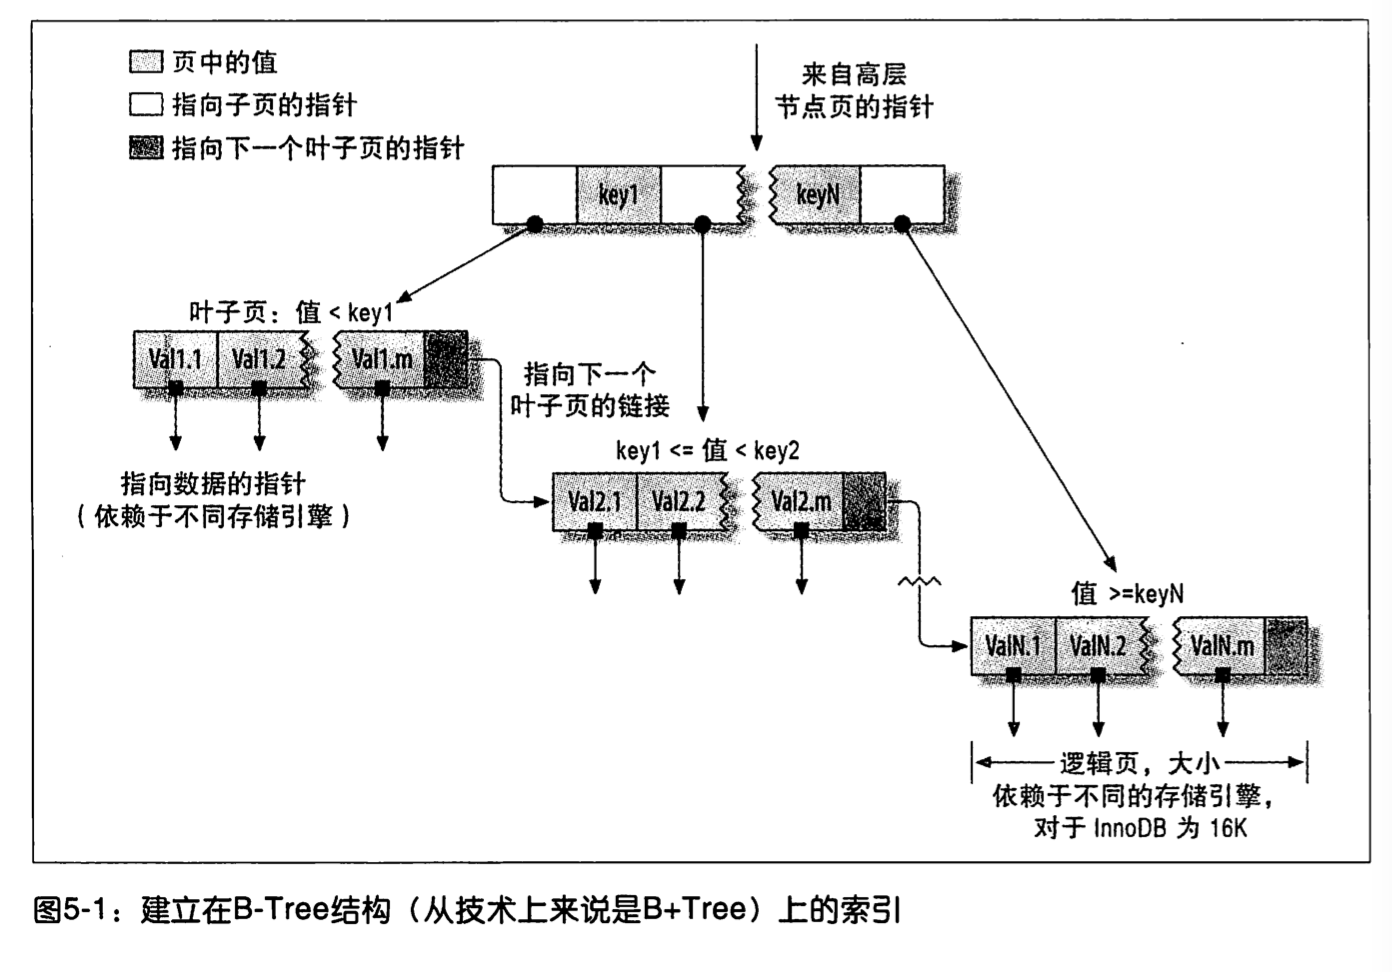 页中的值
指向子页的指针
指向下一个叶子页的指针
来自高层
节点页的指针
key1
keyN
叶子页：值 < key1
Val1.1
Val1.2
Val1.m
指向下一个
叶子页的链接
指向数据的指针
（依赖于不同存储引擎）
key1 <= 值 < key2
Val2.1
Val2.2
Val2.m
值 >=keyN
ValN.1
ValN.2
ValN.m
逻辑页，大小
依赖于不同的存储引擎，
对于 InnoDB 为 16K
图5-1：建立在B-Tree结构（从技术上来说是B+Tree）上的索引